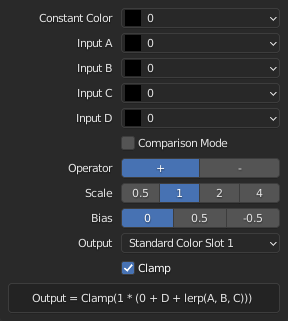 Constant Color 0
Input A 0
Input B 0
Input C 0
Input D 0
Comparison Mode
Operator + -
Scale 0.5 1 2 4
Bias 0 0.5 -0.5
Output Standard Color Slot 1
Clamp
Output = Clamp(1 * (0 + D + lerp(A, B, C)))